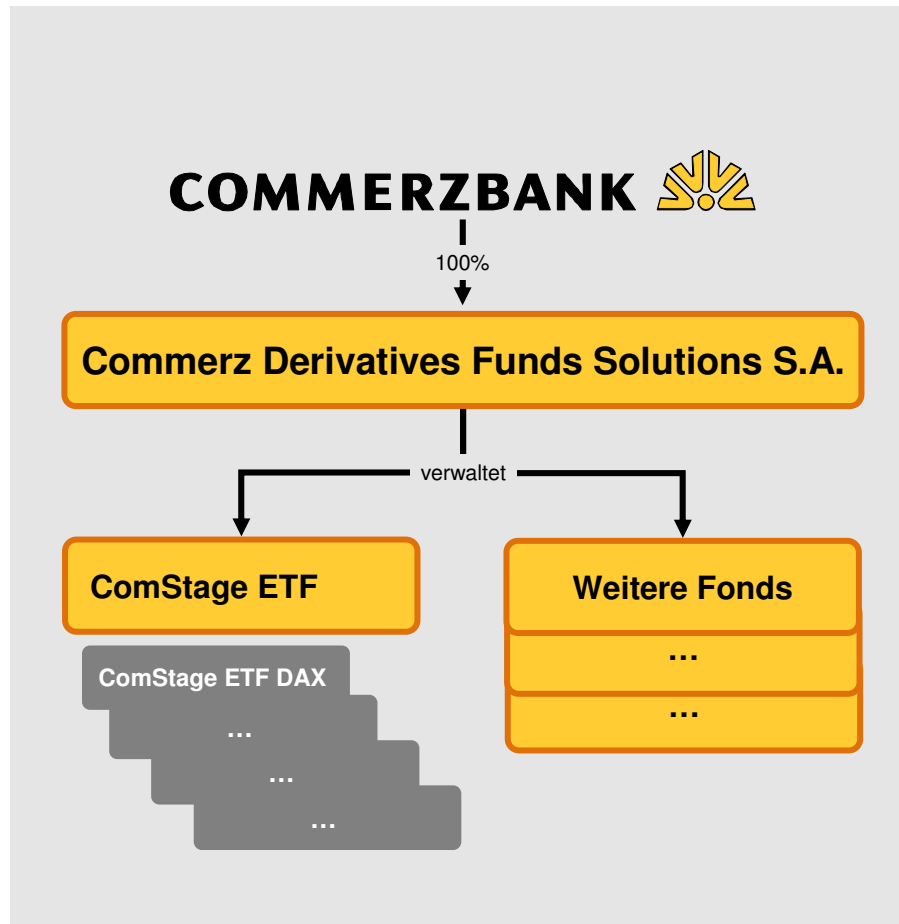 COMMERZBANK
100%
Commerz Derivatives Funds Solutions S.A.
verwaltet
ComStage ETF
Weitere Fonds
...
...
ComStage ETF DAX
...
...
...